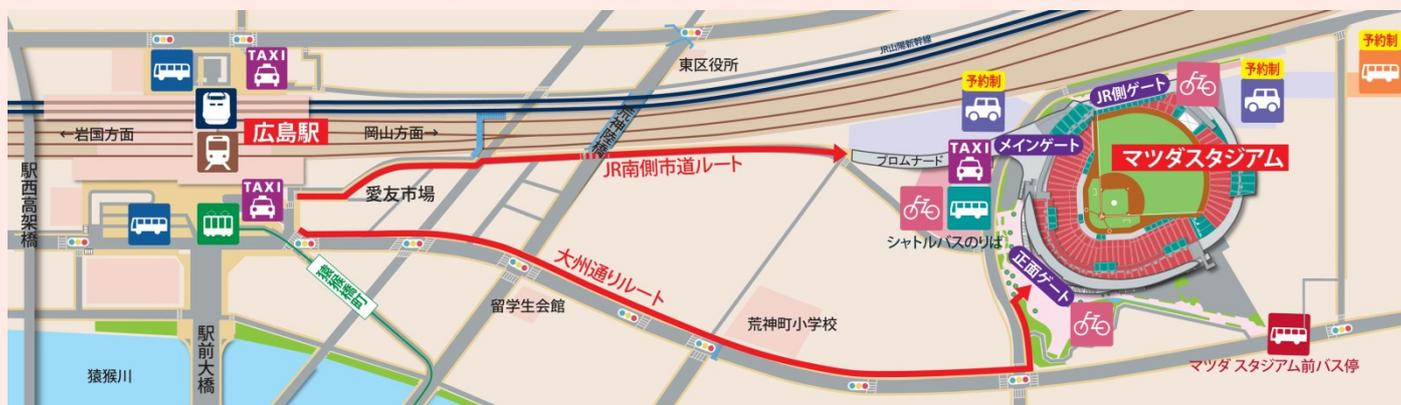 TAXI
JR山陽新幹線
東区役所
予約制
予約制
予約制
JR側ゲート
←岩国方面
広島駅
岡山方面→
荒神陸橋
プロムナード
TAXI
メインゲート
マツダスタジアム
JR南側市道ルート
駅西高架橋
TAXI
愛友市場
シャトルバスのりば
大州通りルート
正面ゲート
猿猴橋町
留学生会館
荒神町小学校
駅前大橋
猿猴川
マツダ スタジアム前バス停